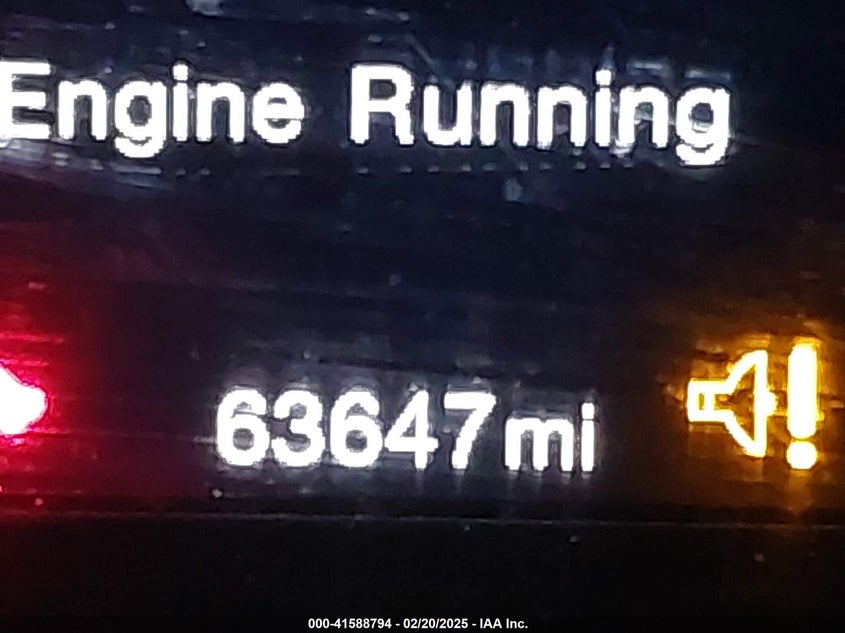 Engine Running
63647 mi
000-41588794 - 02/20/2025 - IAA Inc.